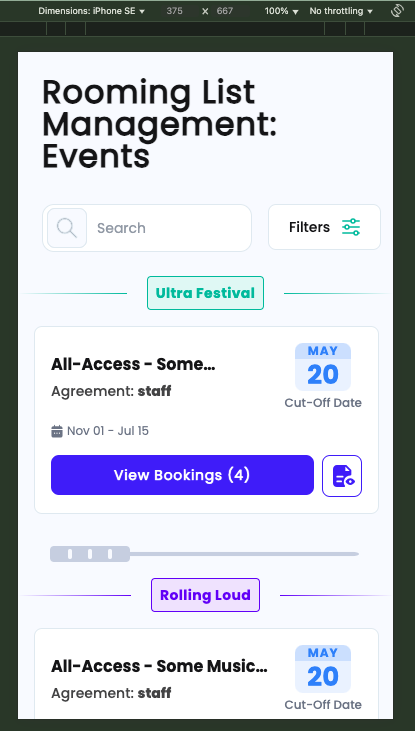 Dimensions: iPhone SE 375 × 667 100% No throttling
Rooming List
Management:
Events
Search
Filters
Ultra Festival
All-Access - Some...
Agreement: staff
MAY
20
Cut-Off Date
Nov 01 - Jul 15
View Bookings (4)
Rolling Loud
All-Access - Some Music...
Agreement: staff
MAY
20
Cut-Off Date